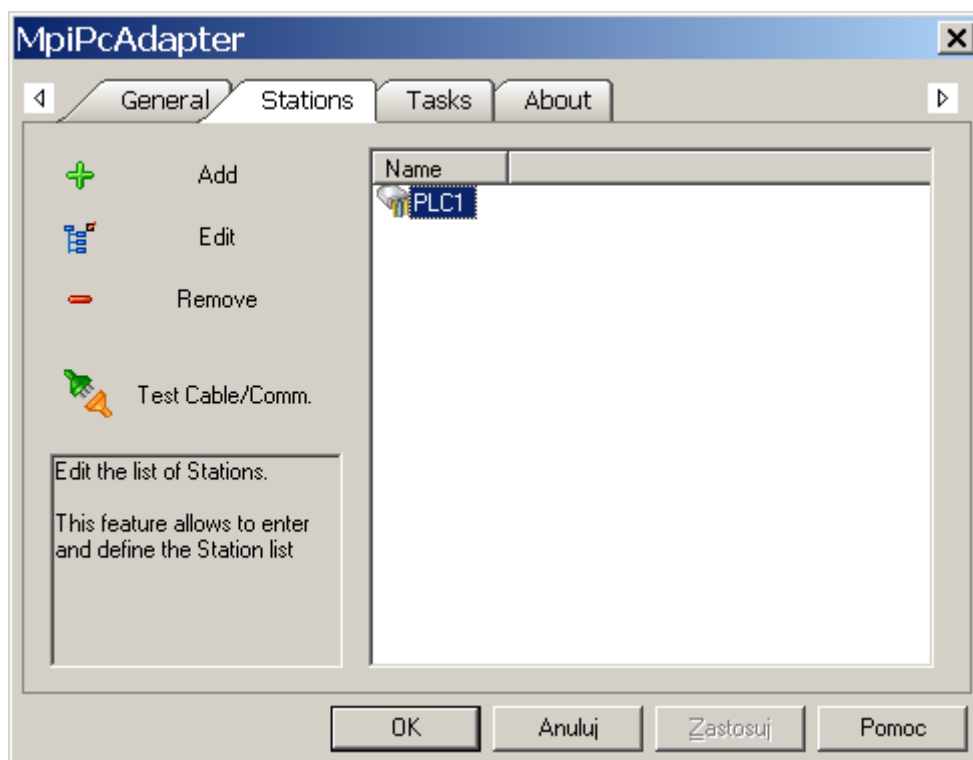 MpiPcAdapter
General Stations Tasks About
Add
Edit
Remove
Test Cable/Comm.
Edit the list of Stations.
This feature allows to enter
and define the Station list
Name
PLC1
OK Anuluj Zastosuj Pomoc